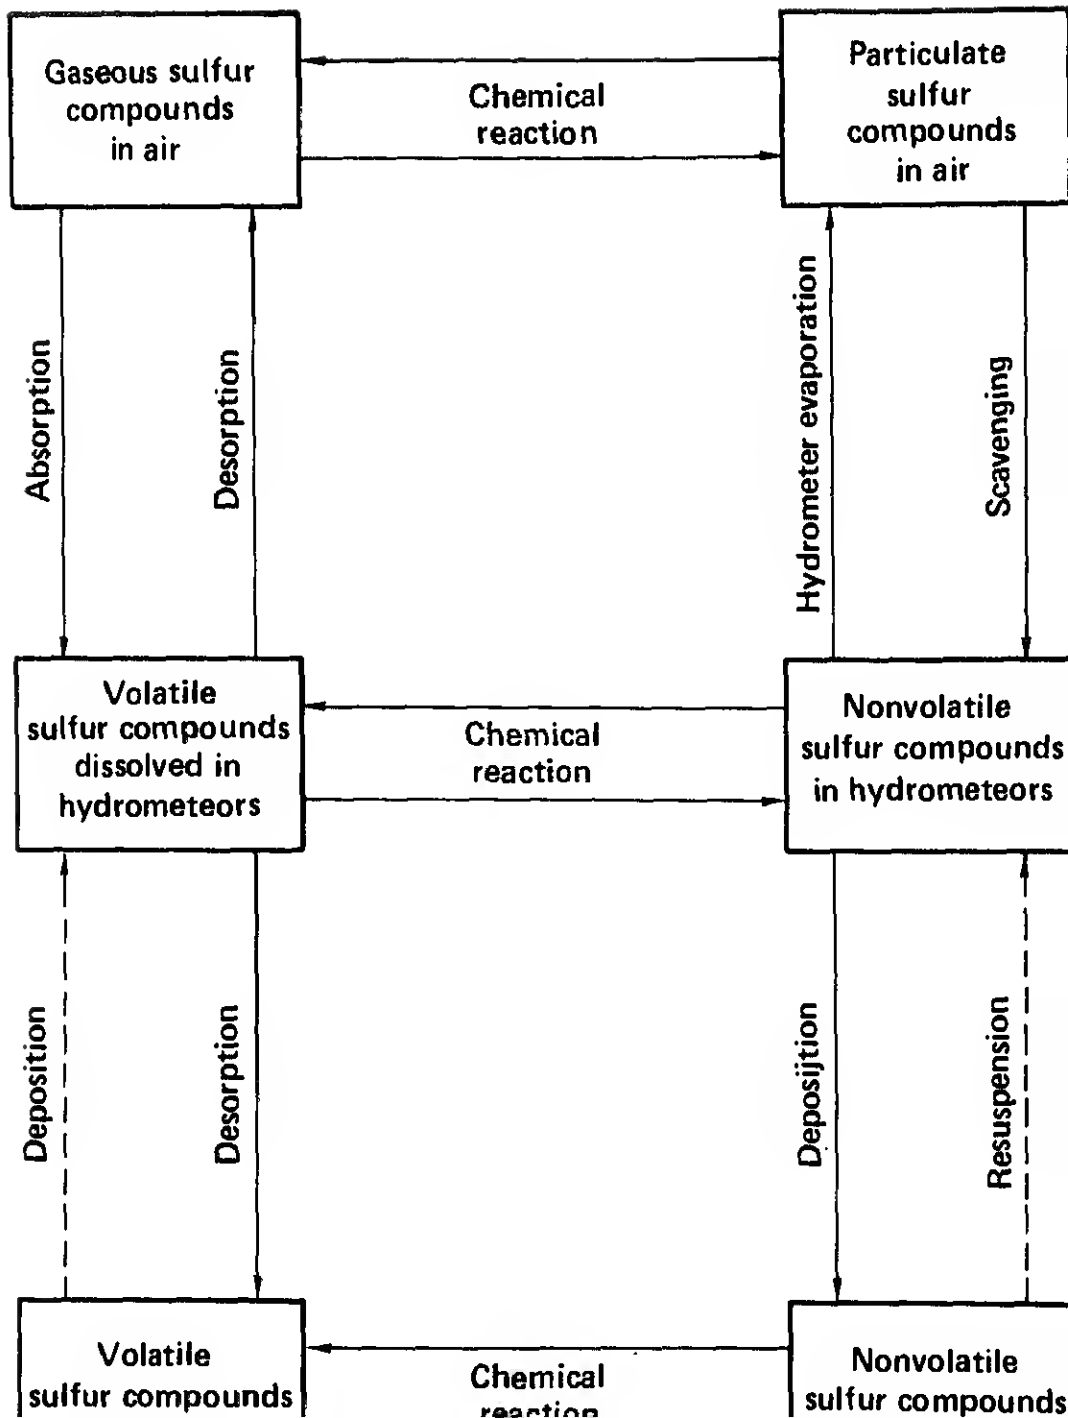 Gaseous sulfur
compounds
in air
Chemical
reaction
Particulate
sulfur
compounds
in air
Absorption
Desorption
Hydrometer evaporation
Scavenging
Volatile
sulfur compounds
dissolved in
hydrometeors
Chemical
reaction
Nonvolatile
sulfur compounds
in hydrometeors
Deposition
Desorption
Deposijtion
Resuspension
Volatile
sulfur compounds
Chemical
reaction
Nonvolatile
sulfur compounds